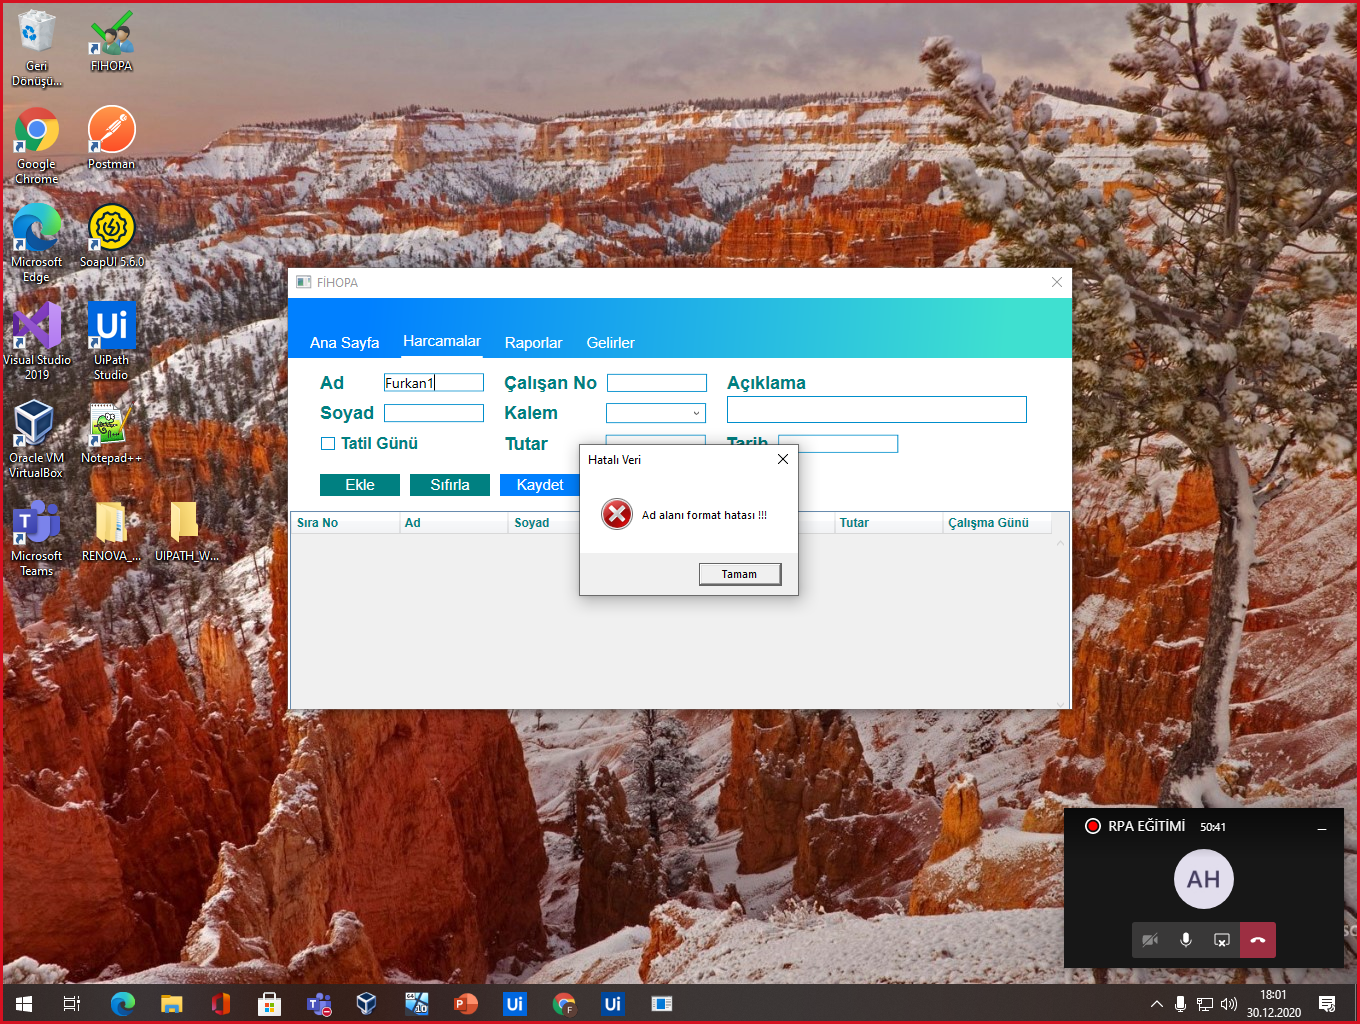 Geri
Dönüşü...
FİHOPA
Google
Chrome
Postman
Microsoft
Edge
SoapUI 5.6.0
Visual Studio
2019
UiPath
Studio
Oracle VM
VirtualBox
Notepad++
Microsoft
Teams
RENOVA_...
UIPATH_W...
FİHOPA
Ana Sayfa
Harcamalar
Raporlar
Gelirler
Ad
Furkan1
Çalışan No
Açıklama
Soyad
Kalem
Tatil Günü
Tutar
Tarih
Ekle
Sıfırla
Kaydet
Sıra No
Ad
Soyad
Tutar
Çalışma Günü
Hatalı Veri
Ad alanı format hatası !!!
Tamam
RPA EĞİTİMİ
50:41
AH
18:01
30.12.2020